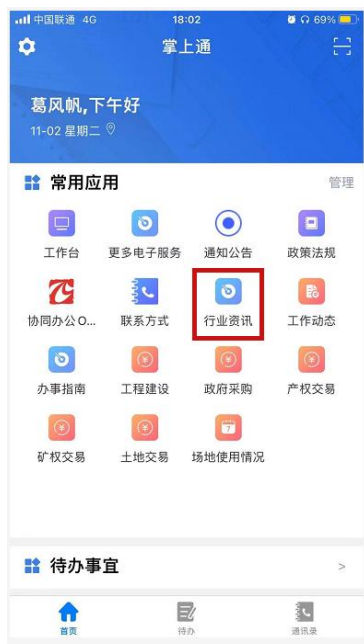 中国联通 4G 18:02 69%
掌上通
葛风帆,下午好
11-02 星期二
常用应用 管理
工作台 更多电子服务 通知公告 政策法规
协同办公O... 联系方式 行业资讯 工作动态
办事指南 工程建设 政府采购 产权交易
7
矿权交易 土地交易 场地使用情况
待办事宜 >
首页 待办 通讯录